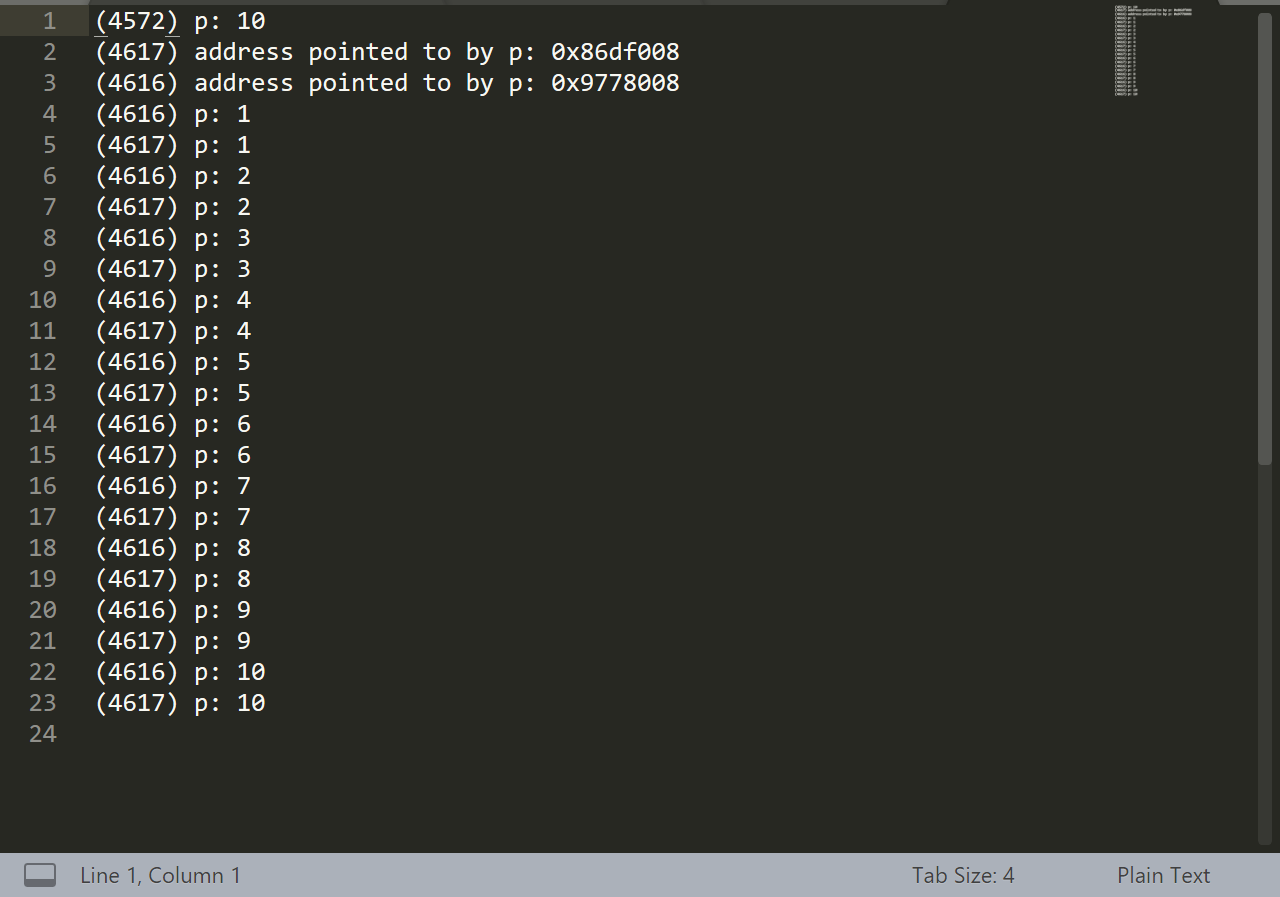 1 (4572) p: 10
2 (4617) address pointed to by p: 0x86df008
3 (4616) address pointed to by p: 0x9778008
4 (4616) p: 1
5 (4617) p: 1
6 (4616) p: 2
7 (4617) p: 2
8 (4616) p: 3
9 (4617) p: 3
10 (4616) p: 4
11 (4617) p: 4
12 (4616) p: 5
13 (4617) p: 5
14 (4616) p: 6
15 (4617) p: 6
16 (4616) p: 7
17 (4617) p: 7
18 (4616) p: 8
19 (4617) p: 8
20 (4616) p: 9
21 (4617) p: 9
22 (4616) p: 10
23 (4617) p: 10
24
Line 1, Column 1 Tab Size: 4 Plain Text